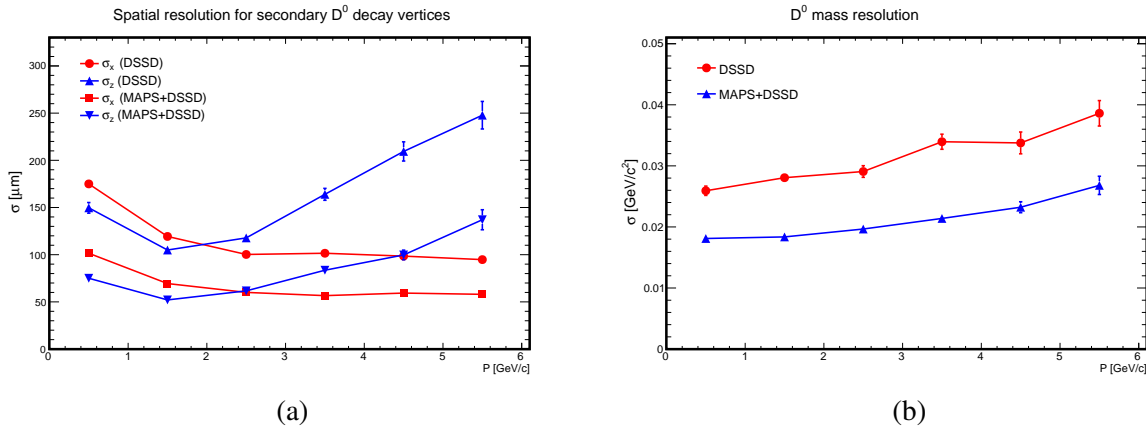 Spatial resolution for secondary D⁰ decay vertices
σ [μm]
300
250
200
150
100
50
0
σx (DSSD)
σz (DSSD)
σx (MAPS+DSSD)
σz (MAPS+DSSD)
0 1 2 3 4 5 6
P [GeV/c]
(a)
D⁰ mass resolution
σ [GeV/c²]
0.05
0.04
0.03
0.02
0.01
0
DSSD
MAPS+DSSD
0 1 2 3 4 5 6
P [GeV/c]
(b)